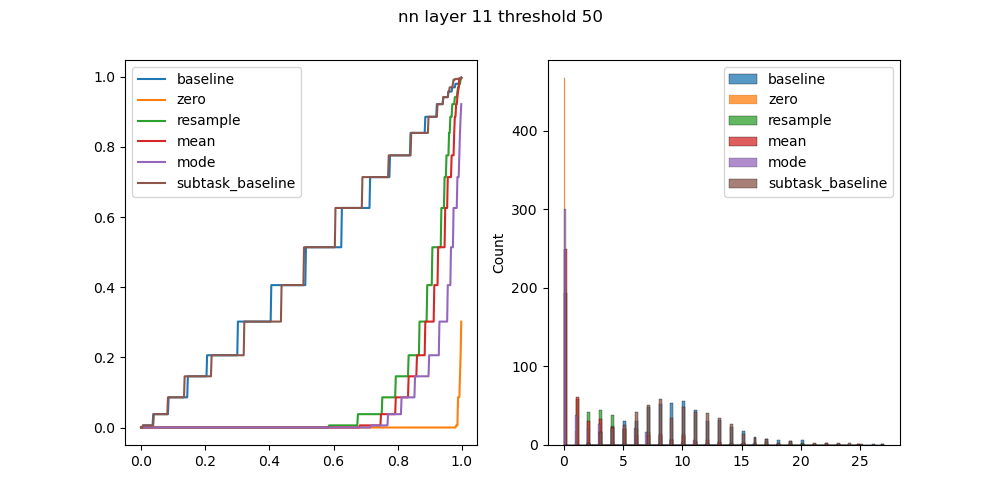 nn layer 11 threshold 50
baseline
zero
resample
mean
mode
subtask_baseline
1.0
0.8
0.6
0.4
0.2
0.0
0.0 0.2 0.4 0.6 0.8 1.0
baseline
zero
resample
mean
mode
subtask_baseline
Count
400
300
200
100
0
0 5 10 15 20 25